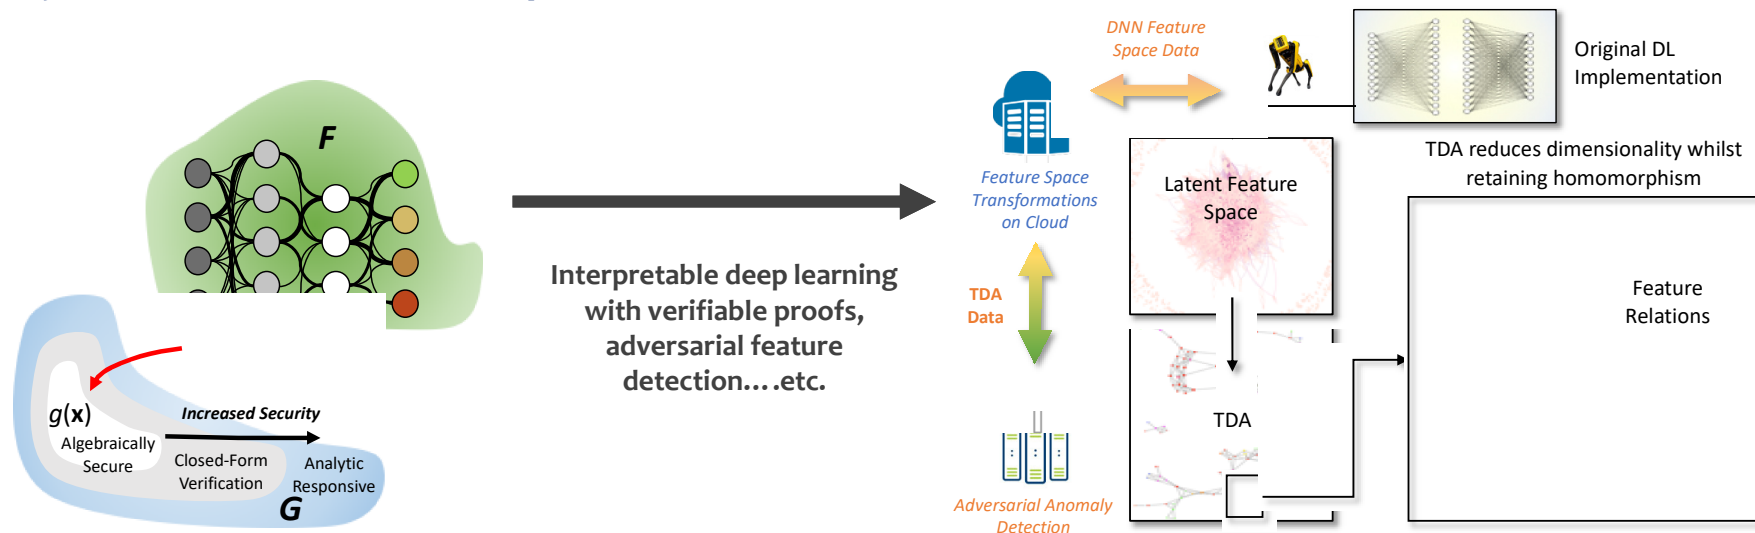 F
g(x)
Algebraically
Secure
Increased Security
Closed-Form
Verification
Analytic
Responsive
G
Interpretable deep learning
with verifiable proofs,
adversarial feature
detection….etc.
DNN Feature
Space Data
Original DL
Implementation
Feature Space
Transformations
on Cloud
TDA
Data
Adversarial Anomaly
Detection
Latent Feature
Space
TDA
TDA reduces dimensionality whilst
retaining homomorphism
Feature
Relations